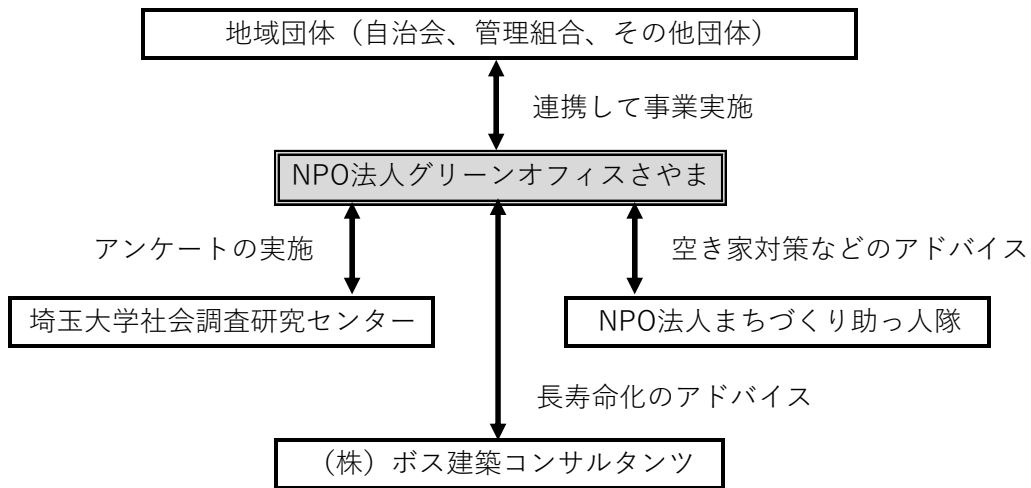 地域団体（自治会、管理組合、その他団体）
連携して事業実施
NPO法人グリーンオフィスさやま
アンケートの実施
空き家対策などのアドバイス
埼玉大学社会調査研究センター
NPO法人まちづくり助っ人隊
長寿命化のアドバイス
（株）ボス建築コンサルタンツ